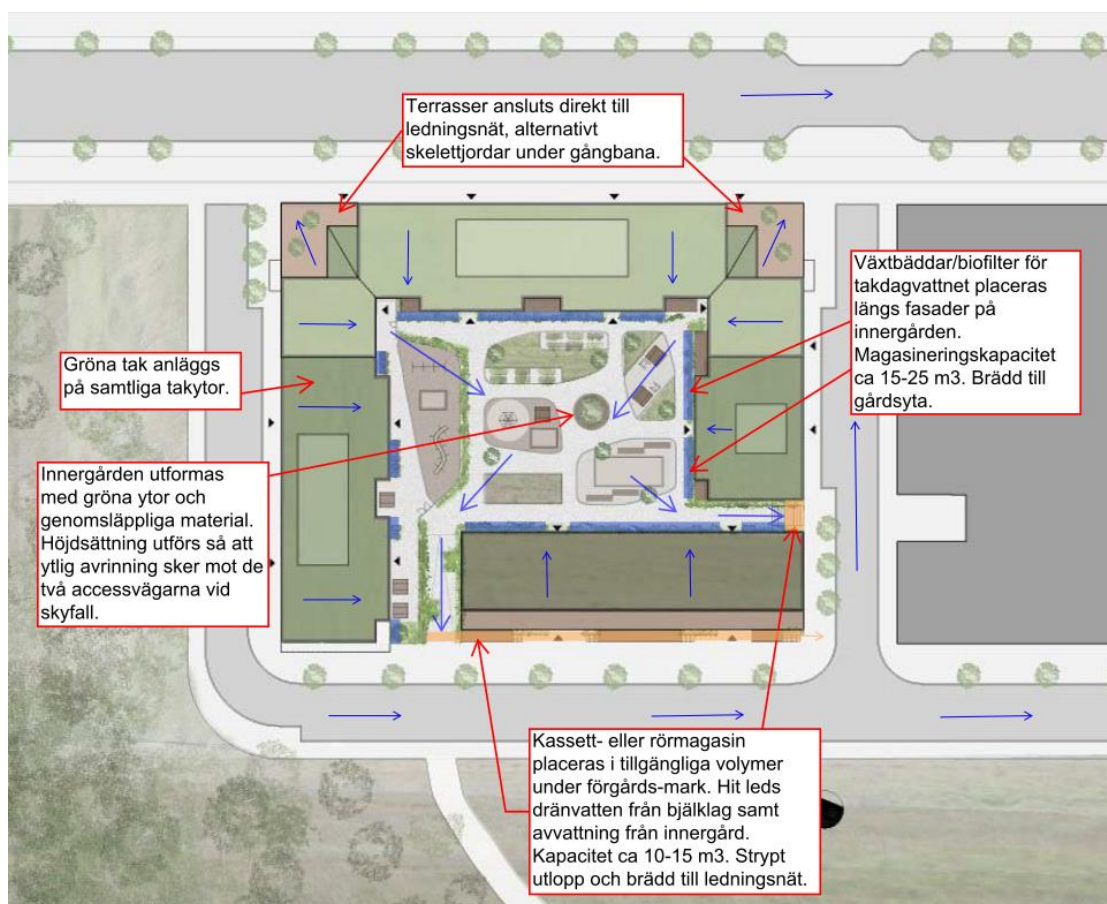 Terrasser ansluts direkt till
ledningsnät, alternativt
skelettjordar under gångbana.
Växtbäddar/biofilter för
takdagvattnet placeras
längs fasader på
innergården.
Magasineringskapacitet
ca 15-25 m3. Brädd till
gårdsyta.
Gröna tak anläggs
på samtliga takytor.
Innergården utformas
med gröna ytor och
genomsläppliga material.
Höjdsättning utförs så att
ytlig avrinning sker mot de
två accessvägarna vid
skyfall.
Kassett- eller rörmagasin
placeras i tillgängliga volymer
under förgårds-mark. Hit leds
dränvatten från bjälklag samt
avvattning från innergård.
Kapacitet ca 10-15 m3. Strypt
utlopp och brädd till ledningsnät.